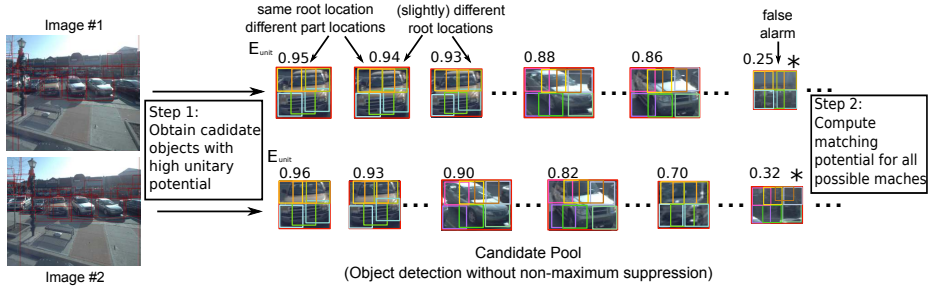 Image #1
same root location
different part locations
(slightly) different
root locations
false
alarm
E unit
0.95
0.94
0.93
...
0.88
...
0.86
...
0.25 *
...
Step 1:
Obtain cadidate
objects with
high unitary
potential
Step 2:
Compute
matching
potential for all
possible maches
E unit
0.96
0.93
...
0.90
...
0.82
...
0.70
...
0.32 *
...
Image #2
Candidate Pool
(Object detection without non-maximum suppression)